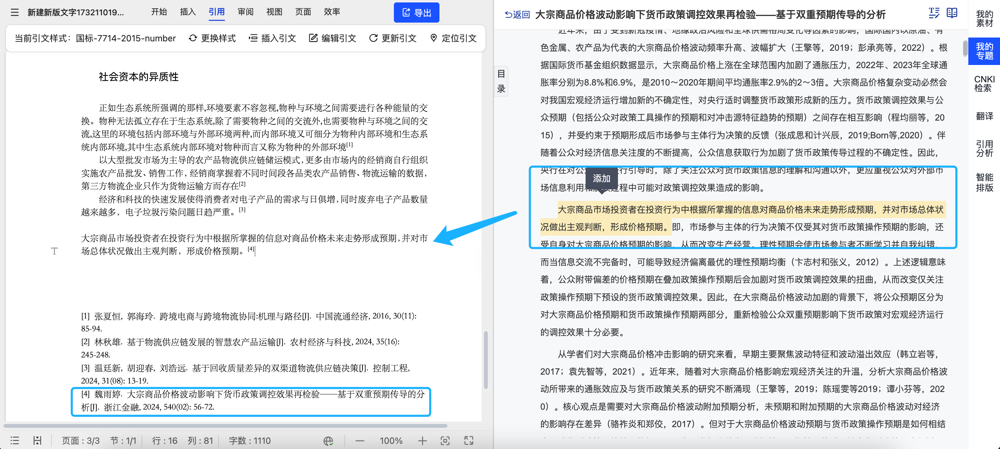 新建新版文字173211019...
开始 插入 引用 审阅 视图 页面 效率
导出
当前引文样式：国标-7714-2015-number 更换样式 插入引文 编辑引文 更新引文 定位引文
社会资本的异质性
正如生态系统所强调的那样,环境要素不容忽视,物种与环境之间需要进行各种能量的交
换。物种无法孤立存在于生态系统,除了需要物种之间的交流外,也需要物种与环境之间的交
流,这里的环境包括内部环境与外部环境两种,而内部环境又可细分为物种内部环境和生态系
统内部环境,其中生态系统内部环境对物种而言又称为物种的外部环境[1]
以大型批发市场为主导的农产品物流供应链储运模式，更多由市场内的经销商自行组织
实施农产品批发、销售工作，经销商掌握着不同时间段各品类农产品销售、物流运输的数据，
第三方物流企业只作为货物运输方而存在[2]
经济和科技的快速发展使得消费者对电子产品的需求与日俱增，同时废弃电子产品数量
越来越多，电子垃圾污染问题日趋严重。[3]
大宗商品市场投资者在投资行为中根据所掌握的信息对商品价格未来走势形成预期，并对市
场总体状况做出主观判断，形成价格预期。[4]
[1] 张夏恒, 郭海玲. 跨境电商与跨境物流协同:机理与路径[J]. 中国流通经济, 2016, 30(11):
85-94.
[2] 林秋雄. 基于物流供应链发展的智慧农产品运输[J]. 农村经济与科技, 2024, 35(16):
245-248.
[3] 温廷新, 胡迎春, 刘浩远. 基于回收质量差异的双渠道物流供应链决策[J]. 控制工程,
2024, 31(08): 13-19.
[4] 魏雨婷. 大宗商品价格波动影响下货币政策调控效果再检验——基于双重预期传导的分
析[J]. 浙江金融, 2024, 540(02): 56-72.
页面：3/3 节：1/1 行：16 列：81 字数：1110 100%
返回 大宗商品价格波动影响下货币政策调控效果再检验——基于双重预期传导的分析
目
录
近年来，由于受到新冠疫情、地缘政治风险和全球供需格局变化等因素的影响，国际国内以原油、有
色金属、农产品为代表的大宗商品价格波动频率升高、波幅扩大（王擎等，2019；彭承亮等，2022）。根
据国际货币基金组织数据显示，大宗商品价格上涨在全球范围内加剧了通胀压力，2022年、2023年全球通
胀率分别为8.8%和6.9%，是2010～2020年期间平均通胀率2.9%的2～3倍。大宗商品价格复杂变动必然会
对我国宏观经济运行增加新的不确定性，对央行适时调整货币政策形成新的压力。货币政策调控效果与公
众预期（包括公众对政策工具操作的预期和对冲击源特征趋势的预期）之间存在相互影响（程均丽等，20
15），并受约束于预期形成后市场参与主体行为决策的反馈（张成思和计兴辰，2019;Born等,2020）。伴
随着公众对经济信息关注度的不断提高，公众信息获取行为加剧了货币政策传导过程的不确定性。因此，
央行在对公 行引导时，除了关注公众对货币政策信息的理解和沟通以外，更应重视公众对外部市
添加
场信息利用和 过程中可能对政策调控效果造成的影响。
大宗商品市场投资者在投资行为中根据所掌握的信息对商品价格未来走势形成预期，并对市场总体状
况做出主观判断，形成价格预期。即，市场参与主体的行为决策不仅受其对货币政策操作预期的影响，还
受自身对大宗商品价格预期的影响，从而改变生产经营。理性预期会使市场参与者不断学习并自我纠错，
而当信息交流不完备时，可能导致经济偏离最优的理性预期均衡（卞志村和张义，2012）。上述逻辑意味
着，公众附带偏差的价格预期在叠加政策操作预期后会加剧对货币政策调控效果的扭曲，从而改变仅关注
政策操作预期下预设的货币政策调控效果。因此，在大宗商品价格波动加剧的背景下，将公众预期区分为
对大宗商品价格预期和货币政策操作预期两部分，重新检验公众双重预期影响下货币政策对宏观经济运行
的调控效果十分必要。
从学者们对大宗商品价格冲击影响的研究来看，早期主要聚焦波动特征和波动溢出效应（韩立岩等，
2017；袁先智等，2021）。近年来，随着对大宗商品价格影响宏观经济关注的升温，分析大宗商品价格波
动所带来的通胀效应及与货币政策关系的研究不断涌现（王擎等，2019；陈瑶雯等2019；谭小芬等，202
0）。核心观点是需要对大宗商品价格波动附加预期分析，未预期和附加预期的大宗商品价格波动对经济
的影响存在差异（骆祚炎和郑佼，2017）。但对于大宗商品价格波动预期与货币政策操作预期是如何相结
我的
素材
我的
专题
CNKI
检索
翻译
引用
分析
智能
排版